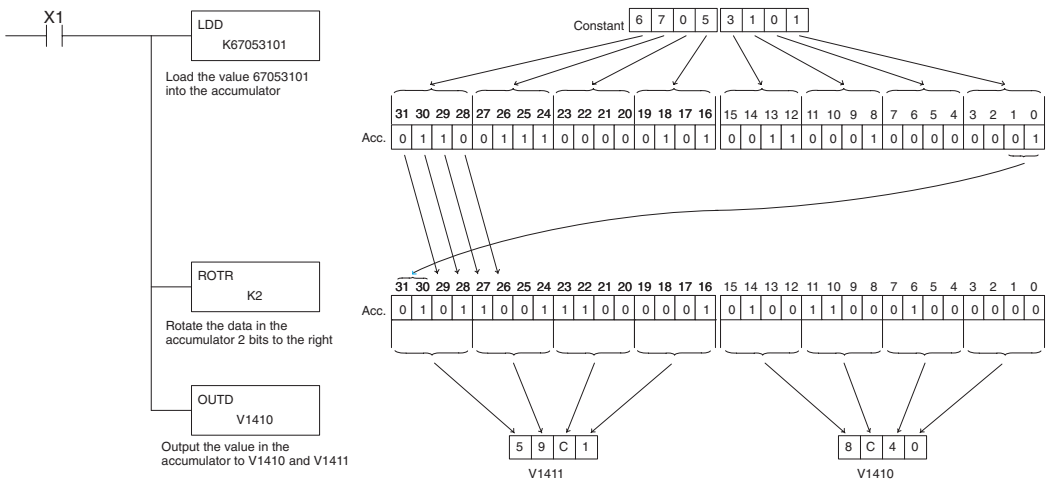 X1
LDD
K67053101
Load the value 67053101
into the accumulator
Constant 6 7 0 5 3 1 0 1
31 30 29 28 27 26 25 24 23 22 21 20 19 18 17 16 15 14 13 12 11 10 9 8 7 6 5 4 3 2 1 0
Acc. 0 1 1 0 0 1 1 1 0 0 0 0 0 1 0 1 0 0 1 1 0 0 0 1 0 0 0 0 0 0 0 1
ROTR
K2
Rotate the data in the
accumulator 2 bits to the right
31 30 29 28 27 26 25 24 23 22 21 20 19 18 17 16 15 14 13 12 11 10 9 8 7 6 5 4 3 2 1 0
Acc. 0 1 0 1 1 0 0 1 1 1 0 0 0 0 0 1 0 1 0 0 1 1 0 0 0 1 0 0 0 0 0 0
OUTD
V1410
Output the value in the
accumulator to V1410 and V1411
5 9 C 1
V1411
8 C 4 0
V1410